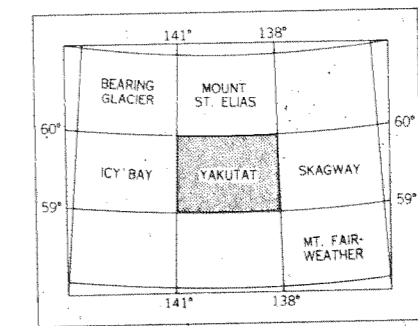 141° 138°
BEARING
GLACIER
MOUNT
ST. ELIAS
60° 60°
ICY BAY YAKUTAT SKAGWAY
59° 59°
MT. FAIR-
WEATHER
141° 138°